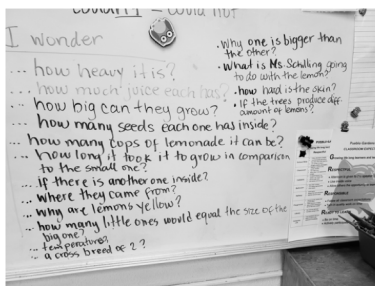 couldn't = could not
I wonder
... how heavy it is?
... how much juice each has?
... how big can they grow?
... how many seeds each one has inside?
... how many cups of lemonade it can be?
... how long it took it to grow in comparison
to the small one?
... if there is another one inside?
... where they came from?
... why are lemons yellow?
... how many little ones would equal the size of the
big one?
... temperature?
... a cross breed of 2?
• why one is bigger than
the other?
• What is Ms. Schilling going
to do with the lemon?
• how hard is the skin?
• If the trees produce diff.
amount of lemons?